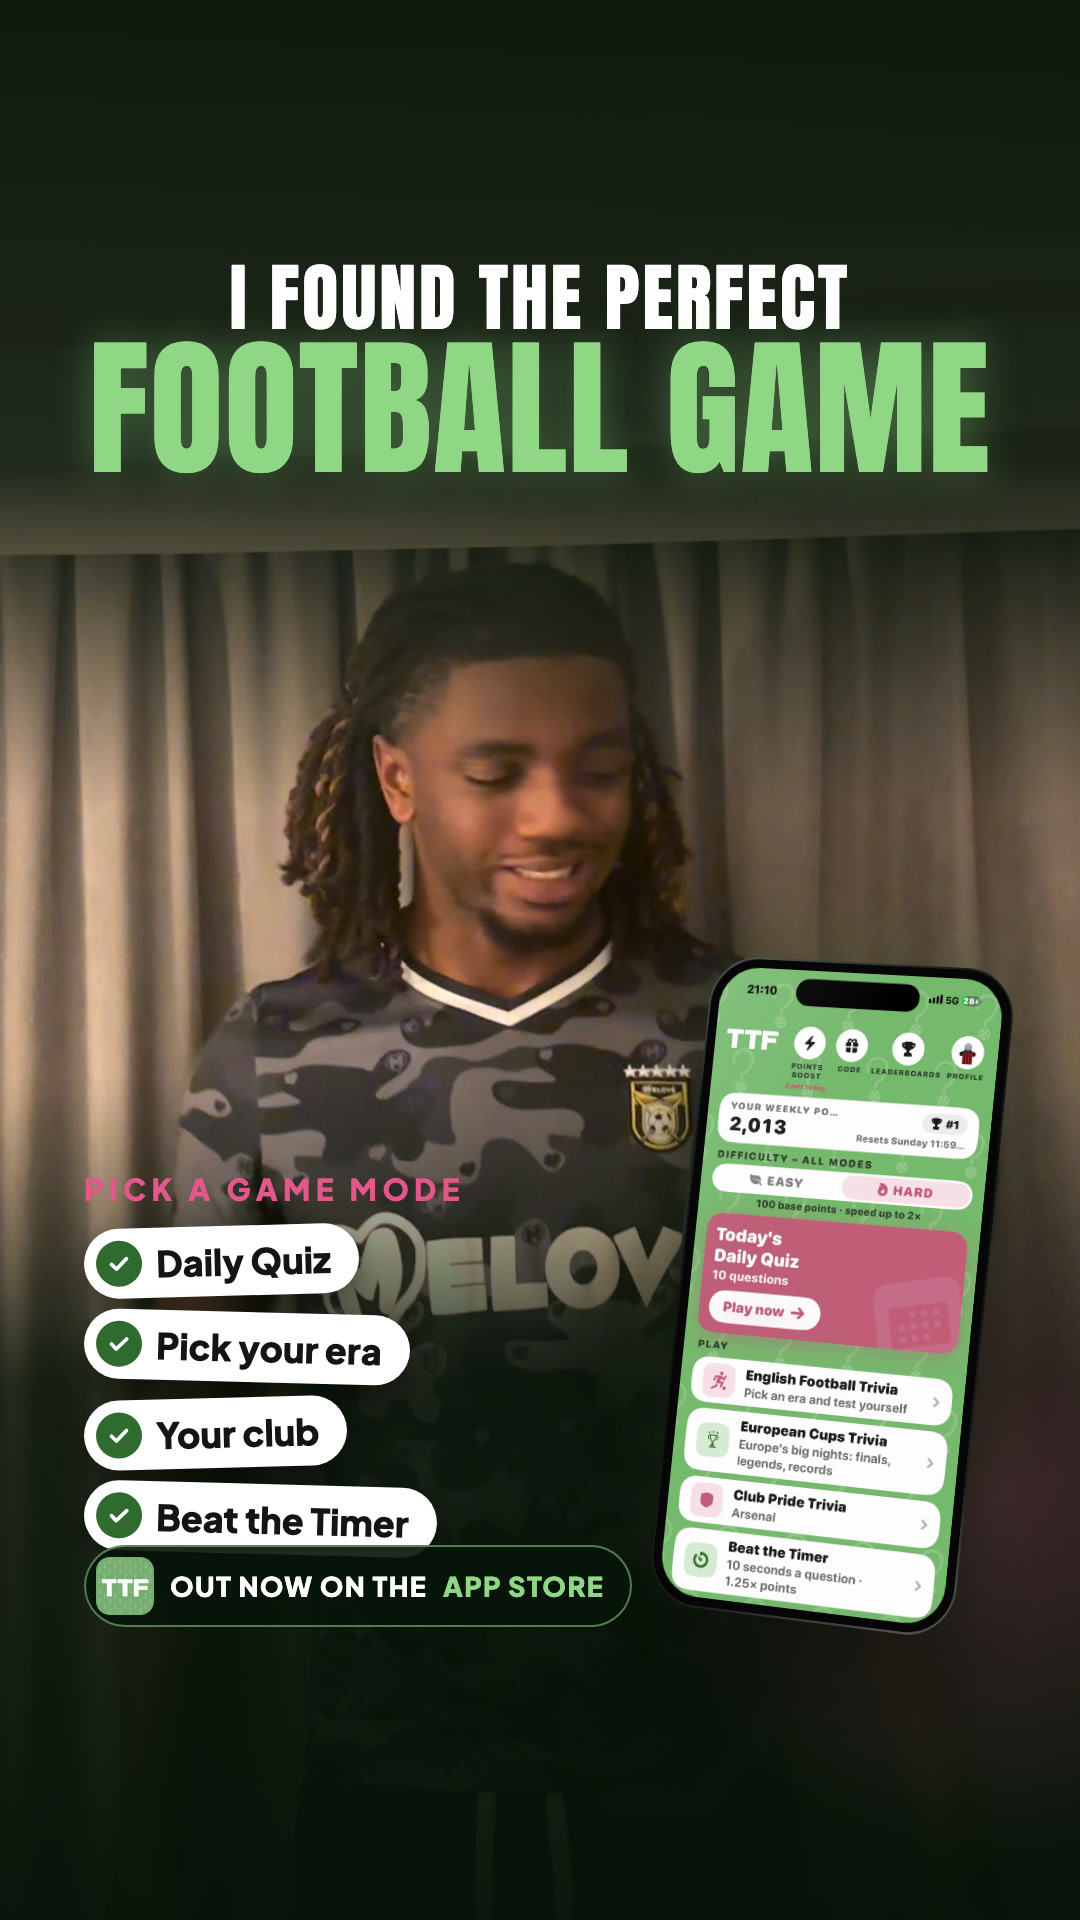 I FOUND THE PERFECT
FOOTBALL GAME
21:10
5G 28+
TTF
POINTS
BOOST
CODE
LEADERBOARDS
PROFILE
YOUR WEEKLY PO...
2,013
#1
Resets Sunday 11:59...
DIFFICULTY – ALL MODES
EASY
HARD
100 base points · speed up to 2×
Today's
Daily Quiz
10 questions
Play now →
PLAY
English Football Trivia
Pick an era and test yourself
European Cups Trivia
Europe's big nights: finals,
legends, records
Club Pride Trivia
Arsenal
Beat the Timer
10 seconds a question ·
1.25× points
MELOV
PICK A GAME MODE
Daily Quiz
Pick your era
Your club
Beat the Timer
TTF OUT NOW ON THE APP STORE